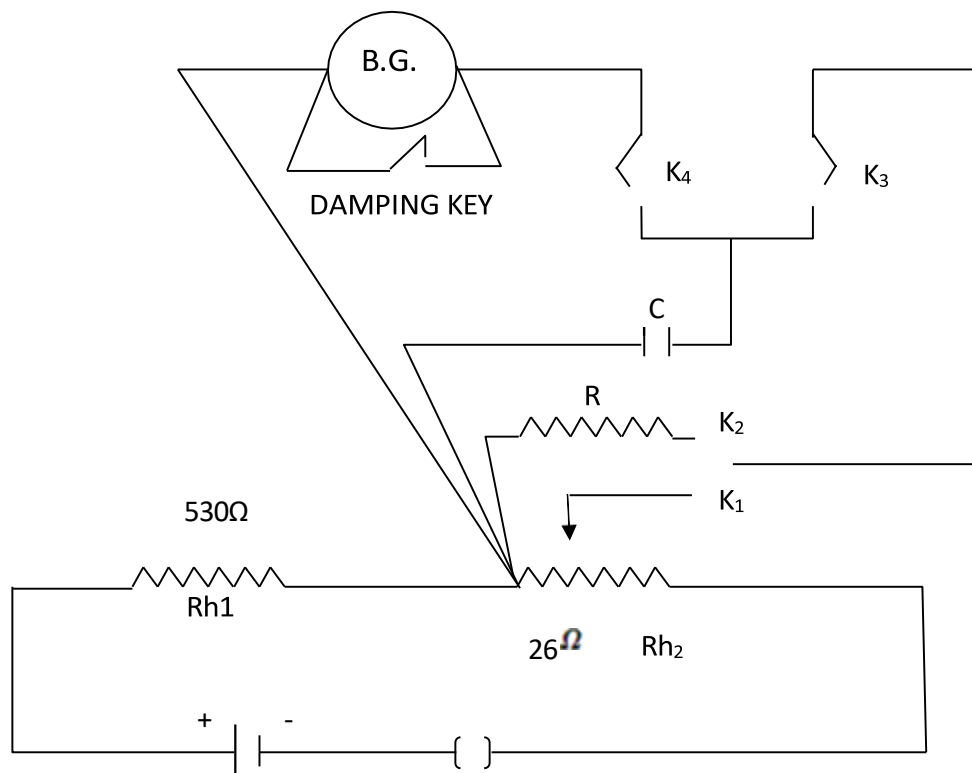 B.G.
K₄
K₃
DAMPING KEY
C
R
K₂
K₁
530Ω
Rh1
26Ω
Rh₂
+ -